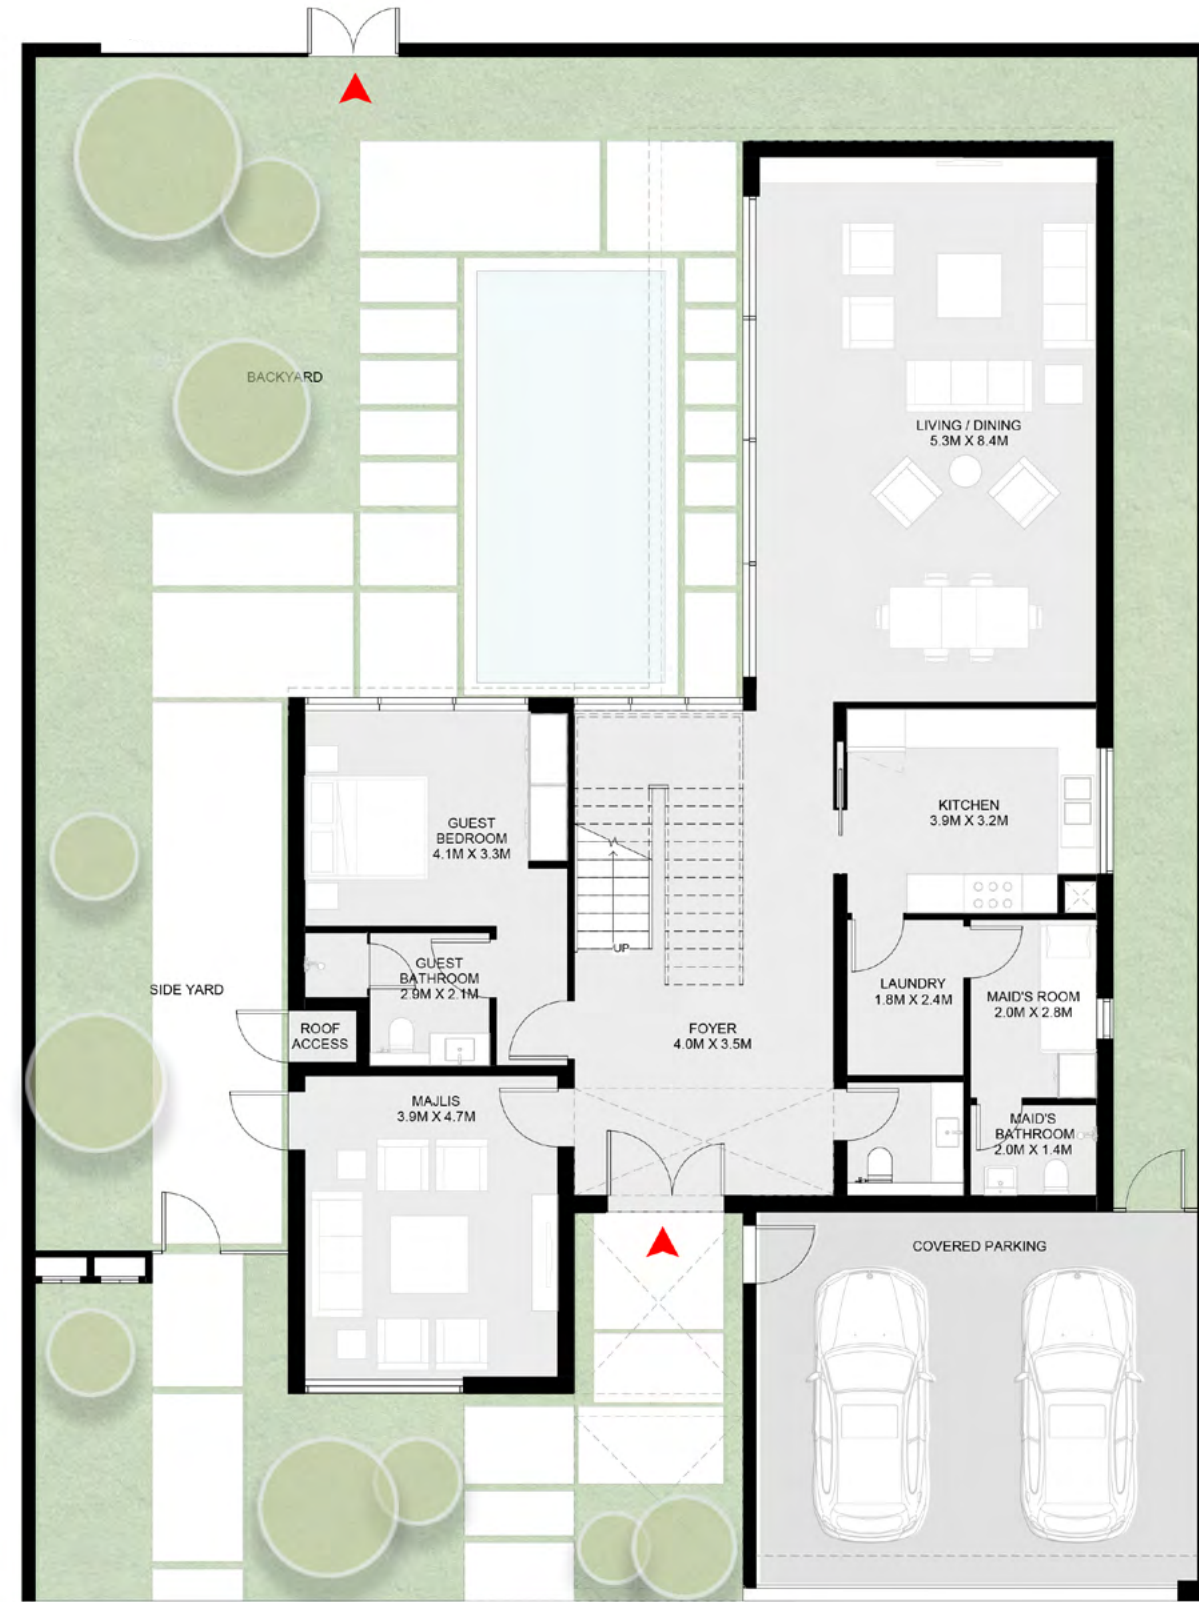 BACKYARD
LIVING / DINING
5.3M X 8.4M
KITCHEN
3.9M X 3.2M
GUEST
BEDROOM
4.1M X 3.3M
UP
GUEST
BATHROOM
2.9M X 2.1M
SIDE YARD
LAUNDRY
1.8M X 2.4M
MAID'S ROOM
2.0M X 2.8M
ROOF
ACCESS
FOYER
4.0M X 3.5M
MAJLIS
3.9M X 4.7M
MAID'S
BATHROOM
2.0M X 1.4M
COVERED PARKING